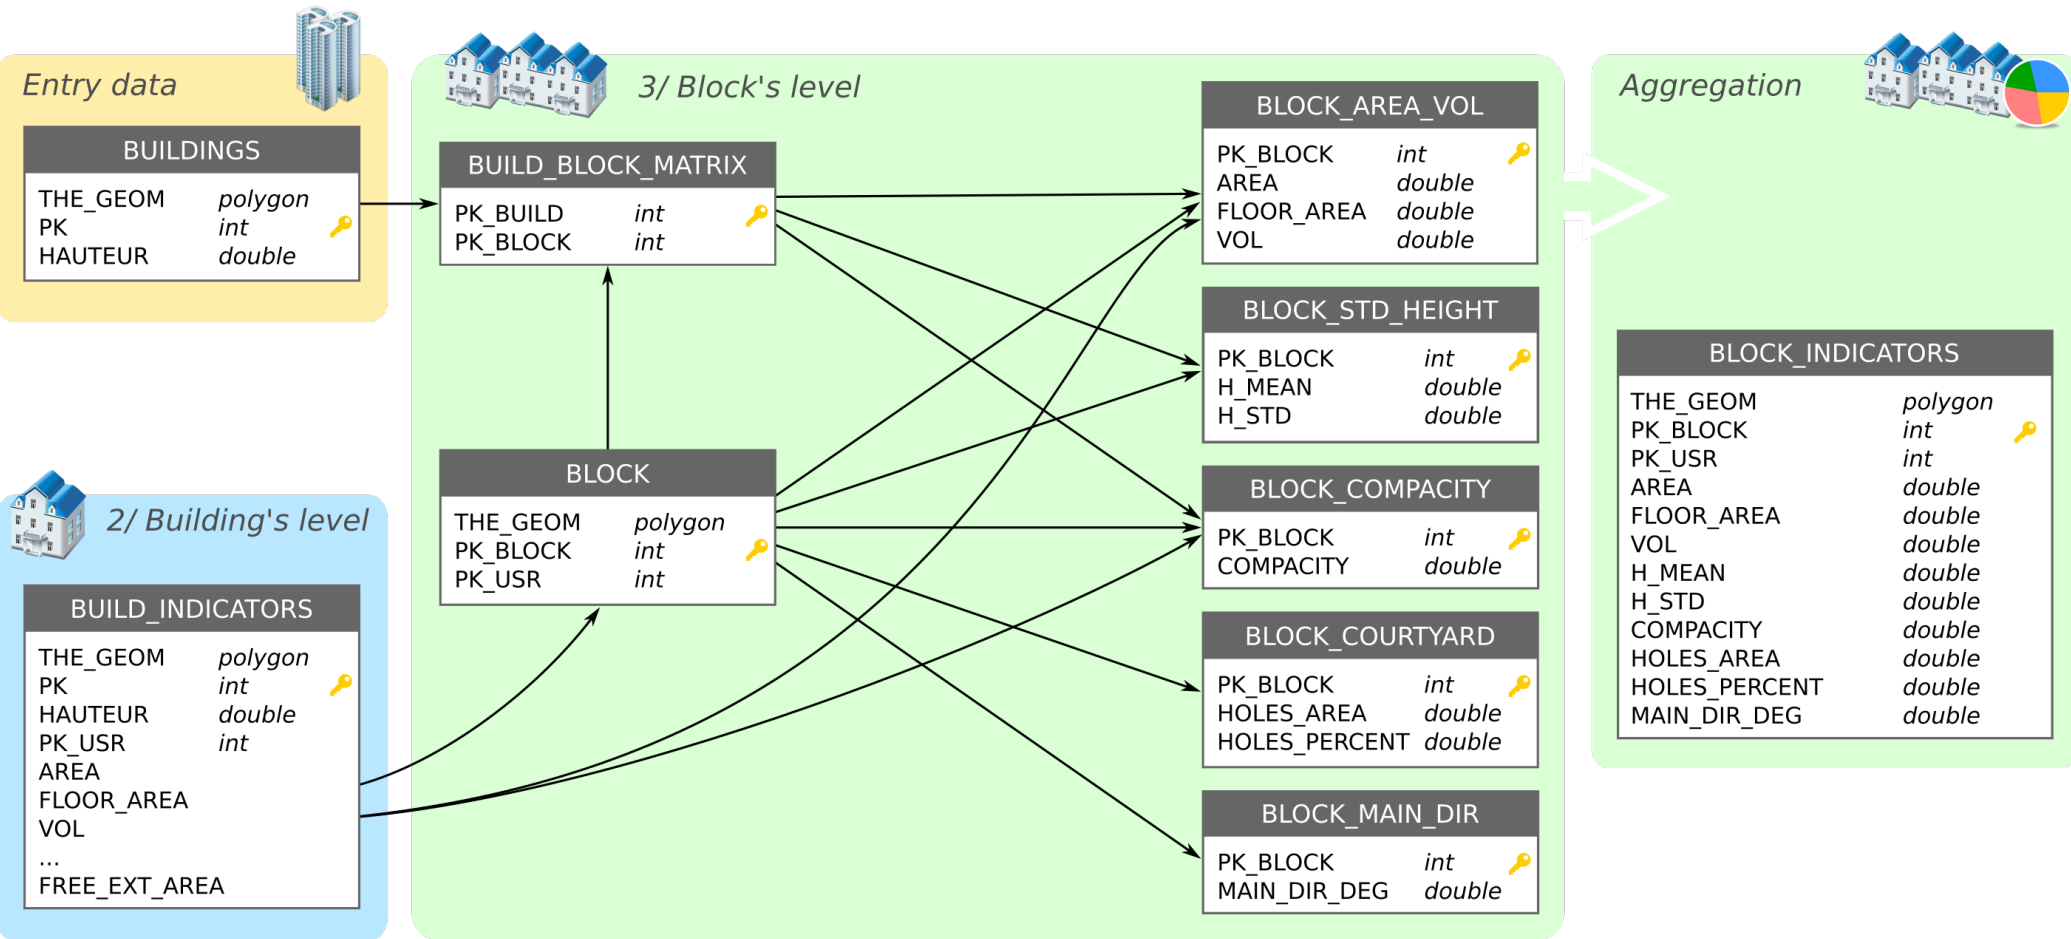 Entry data
BUILDINGS
THE_GEOM polygon
PK int
HAUTEUR double
2/ Building's level
BUILD_INDICATORS
THE_GEOM polygon
PK int
HAUTEUR double
PK_USR int
AREA
FLOOR_AREA
VOL
...
FREE_EXT_AREA
3/ Block's level
BUILD_BLOCK_MATRIX
PK_BUILD int
PK_BLOCK int
BLOCK
THE_GEOM polygon
PK_BLOCK int
PK_USR int
BLOCK_AREA_VOL
PK_BLOCK int
AREA double
FLOOR_AREA double
VOL double
BLOCK_STD_HEIGHT
PK_BLOCK int
H_MEAN double
H_STD double
BLOCK_COMPACITY
PK_BLOCK int
COMPACITY double
BLOCK_COURTYARD
PK_BLOCK int
HOLES_AREA double
HOLES_PERCENT double
BLOCK_MAIN_DIR
PK_BLOCK int
MAIN_DIR_DEG double
Aggregation
BLOCK_INDICATORS
THE_GEOM polygon
PK_BLOCK int
PK_USR int
AREA double
FLOOR_AREA double
VOL double
H_MEAN double
H_STD double
COMPACITY double
HOLES_AREA double
HOLES_PERCENT double
MAIN_DIR_DEG double